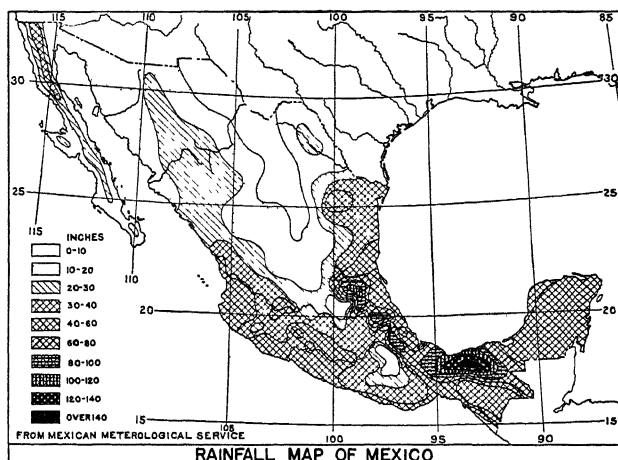 115 110 105 100 95 90 85
30 30
25 25
115
110
20 20
15 15
105 100 95 90
INCHES
0-10
10-20
20-30
30-40
40-60
60-80
80-100
100-120
120-140
OVER 140
FROM MEXICAN METEROLOGICAL SERVICE
RAINFALL MAP OF MEXICO